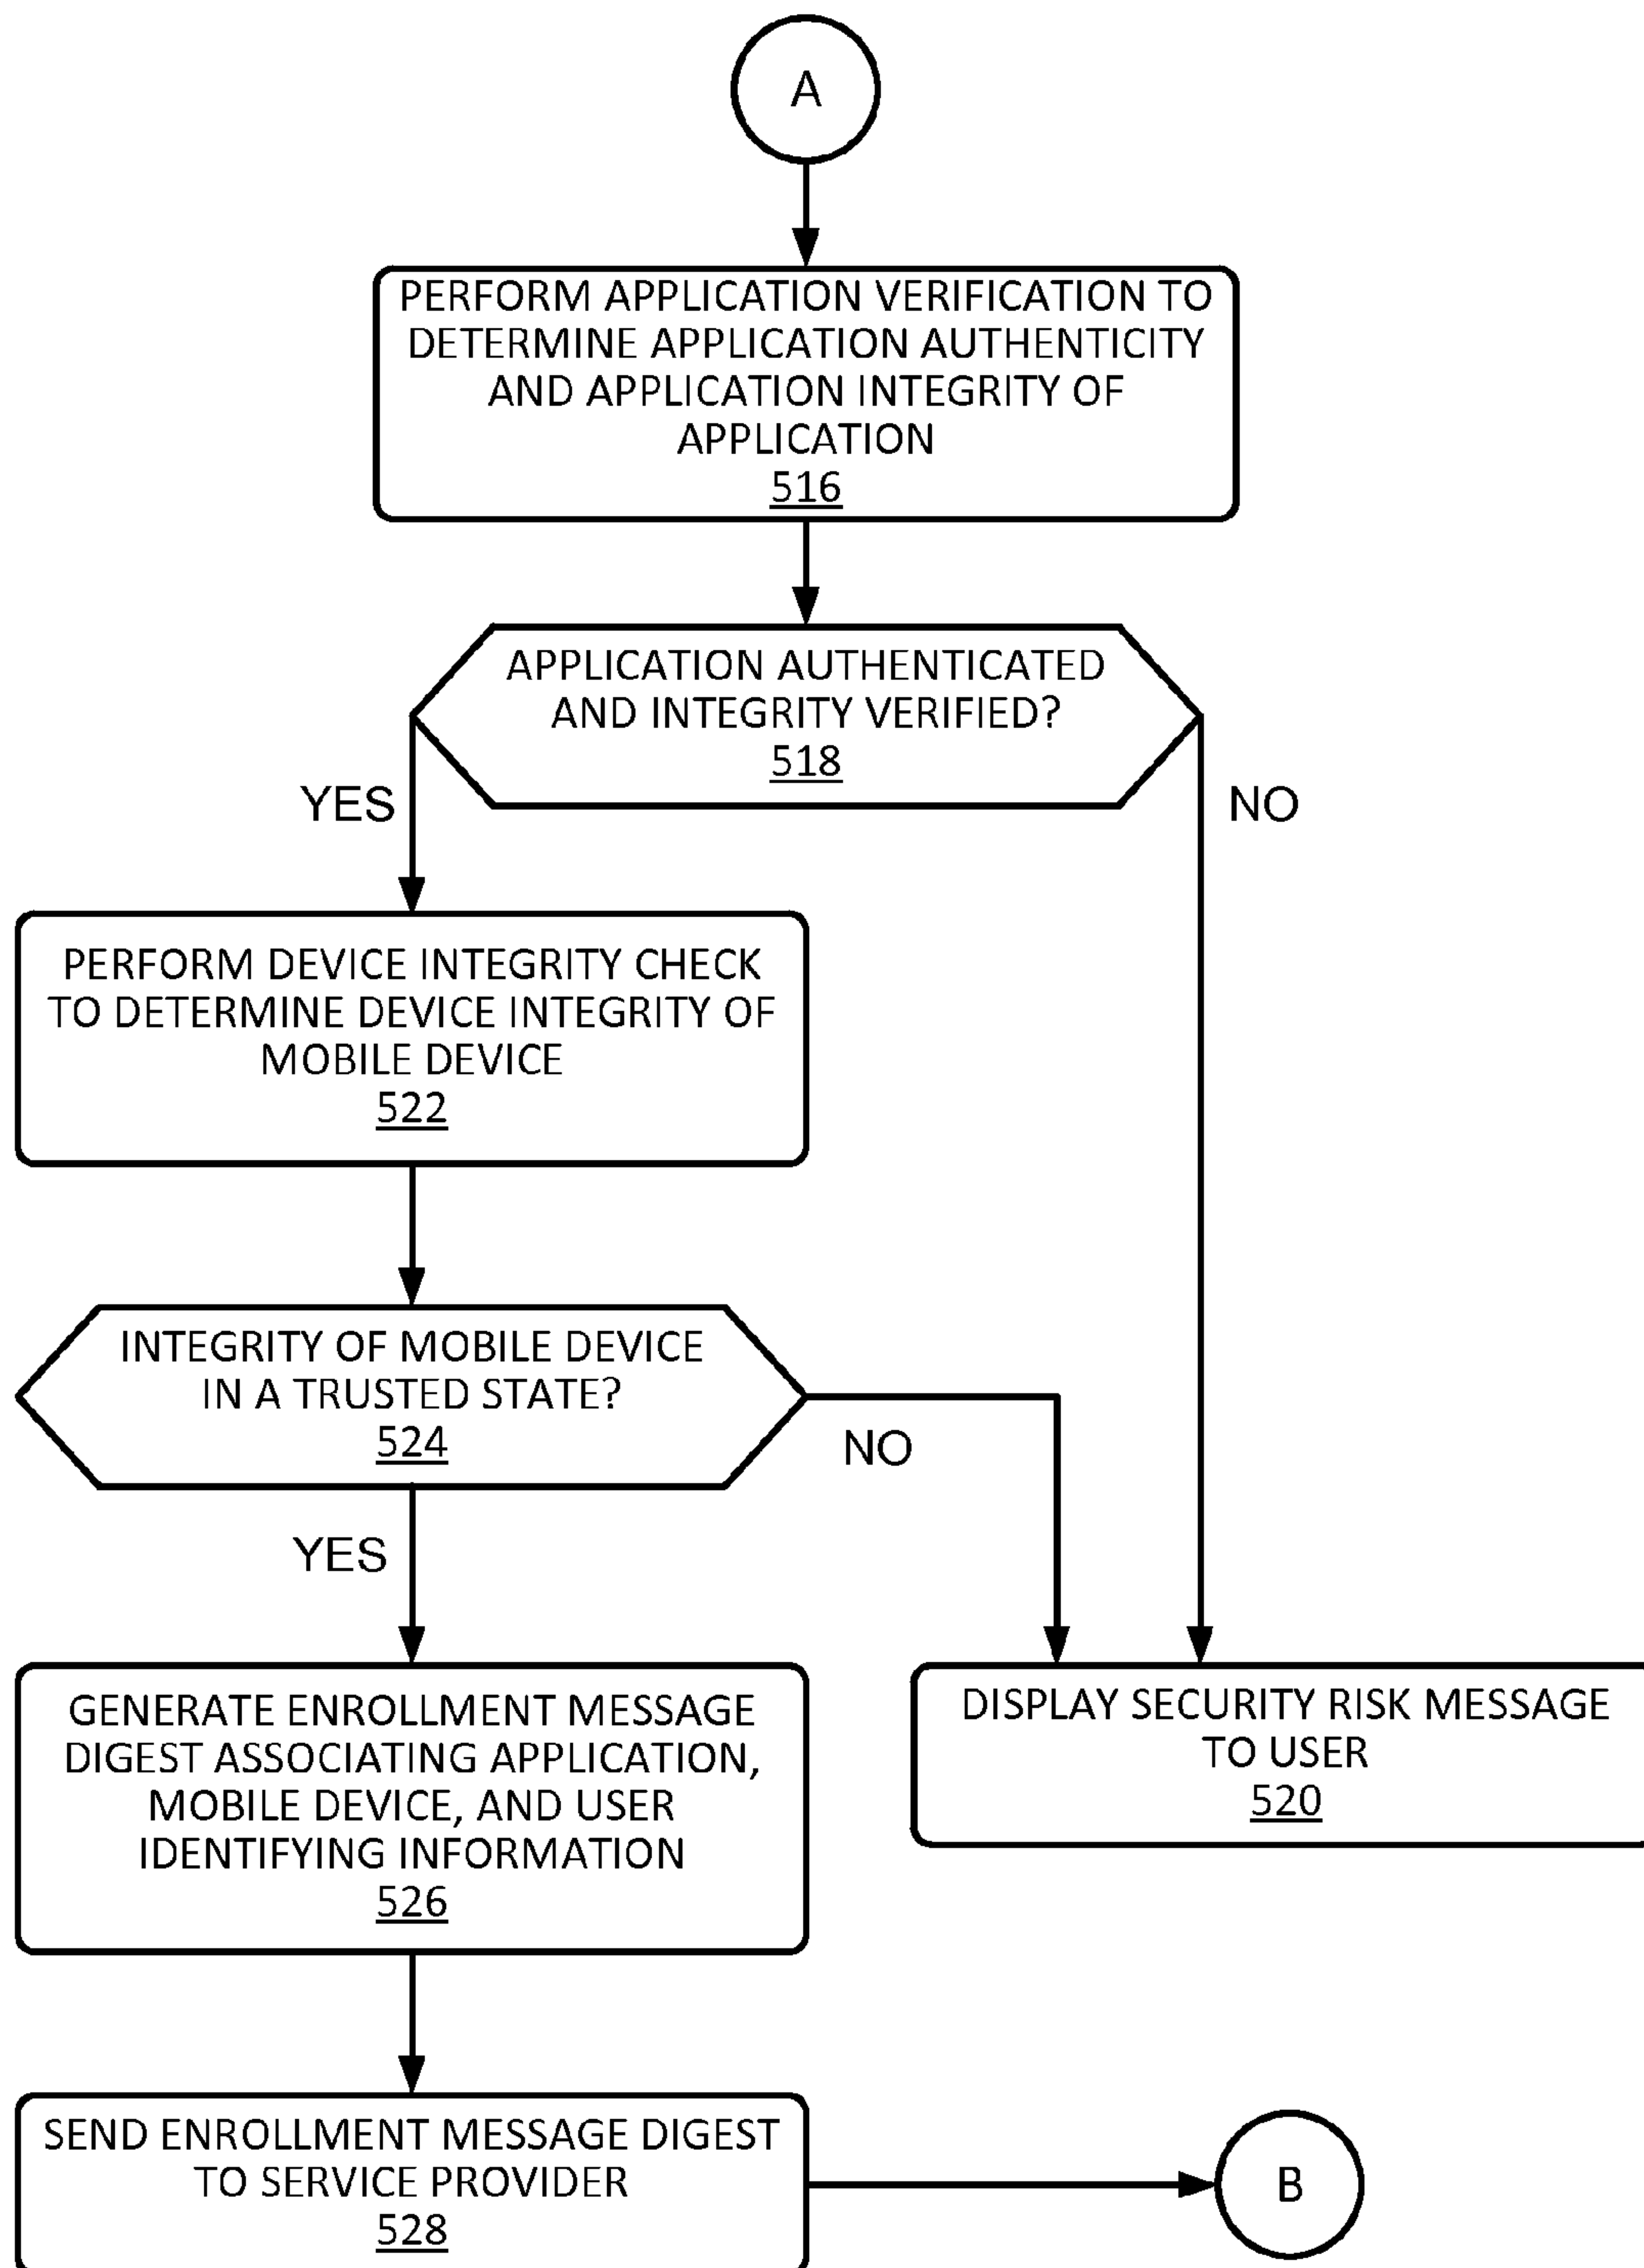 A
PERFORM APPLICATION VERIFICATION TO
DETERMINE APPLICATION AUTHENTICITY
AND APPLICATION INTEGRITY OF
APPLICATION
516
APPLICATION AUTHENTICATED
AND INTEGRITY VERIFIED?
518
YES
NO
PERFORM DEVICE INTEGRITY CHECK
TO DETERMINE DEVICE INTEGRITY OF
MOBILE DEVICE
522
INTEGRITY OF MOBILE DEVICE
IN A TRUSTED STATE?
524
NO
YES
GENERATE ENROLLMENT MESSAGE
DIGEST ASSOCIATING APPLICATION,
MOBILE DEVICE, AND USER
IDENTIFYING INFORMATION
526
DISPLAY SECURITY RISK MESSAGE
TO USER
520
SEND ENROLLMENT MESSAGE DIGEST
TO SERVICE PROVIDER
528
B